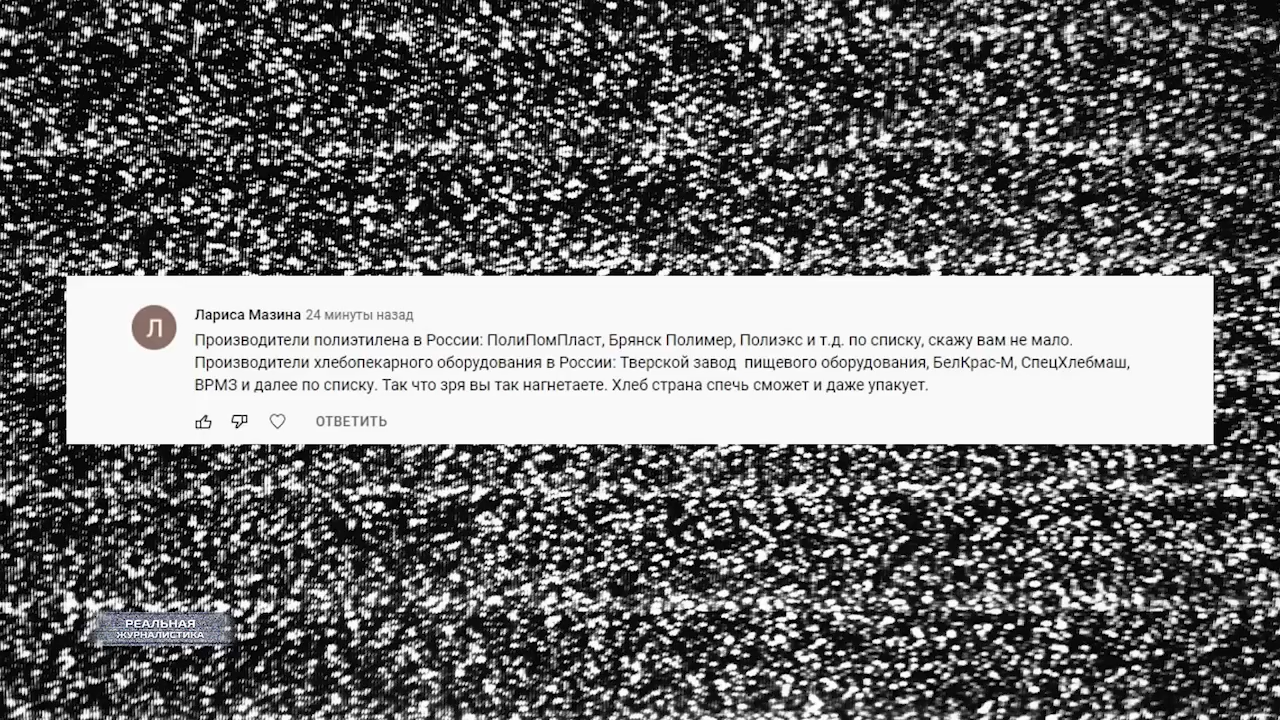 Л
Лариса Мазина 24 минуты назад
Производители полиэтилена в России: ПолиПомПласт, Брянск Полимер, Полиэкс и т.д. по списку, скажу вам не мало.
Производители хлебопекарного оборудования в России: Тверской завод  пищевого оборудования, БелКрас-М, СпецХлебмаш,
ВРМЗ и далее по списку. Так что зря вы так нагнетаете. Хлеб страна спечь сможет и даже упакует.
ОТВЕТИТЬ
РЕАЛЬНАЯ
ЖУРНАЛИСТИКА